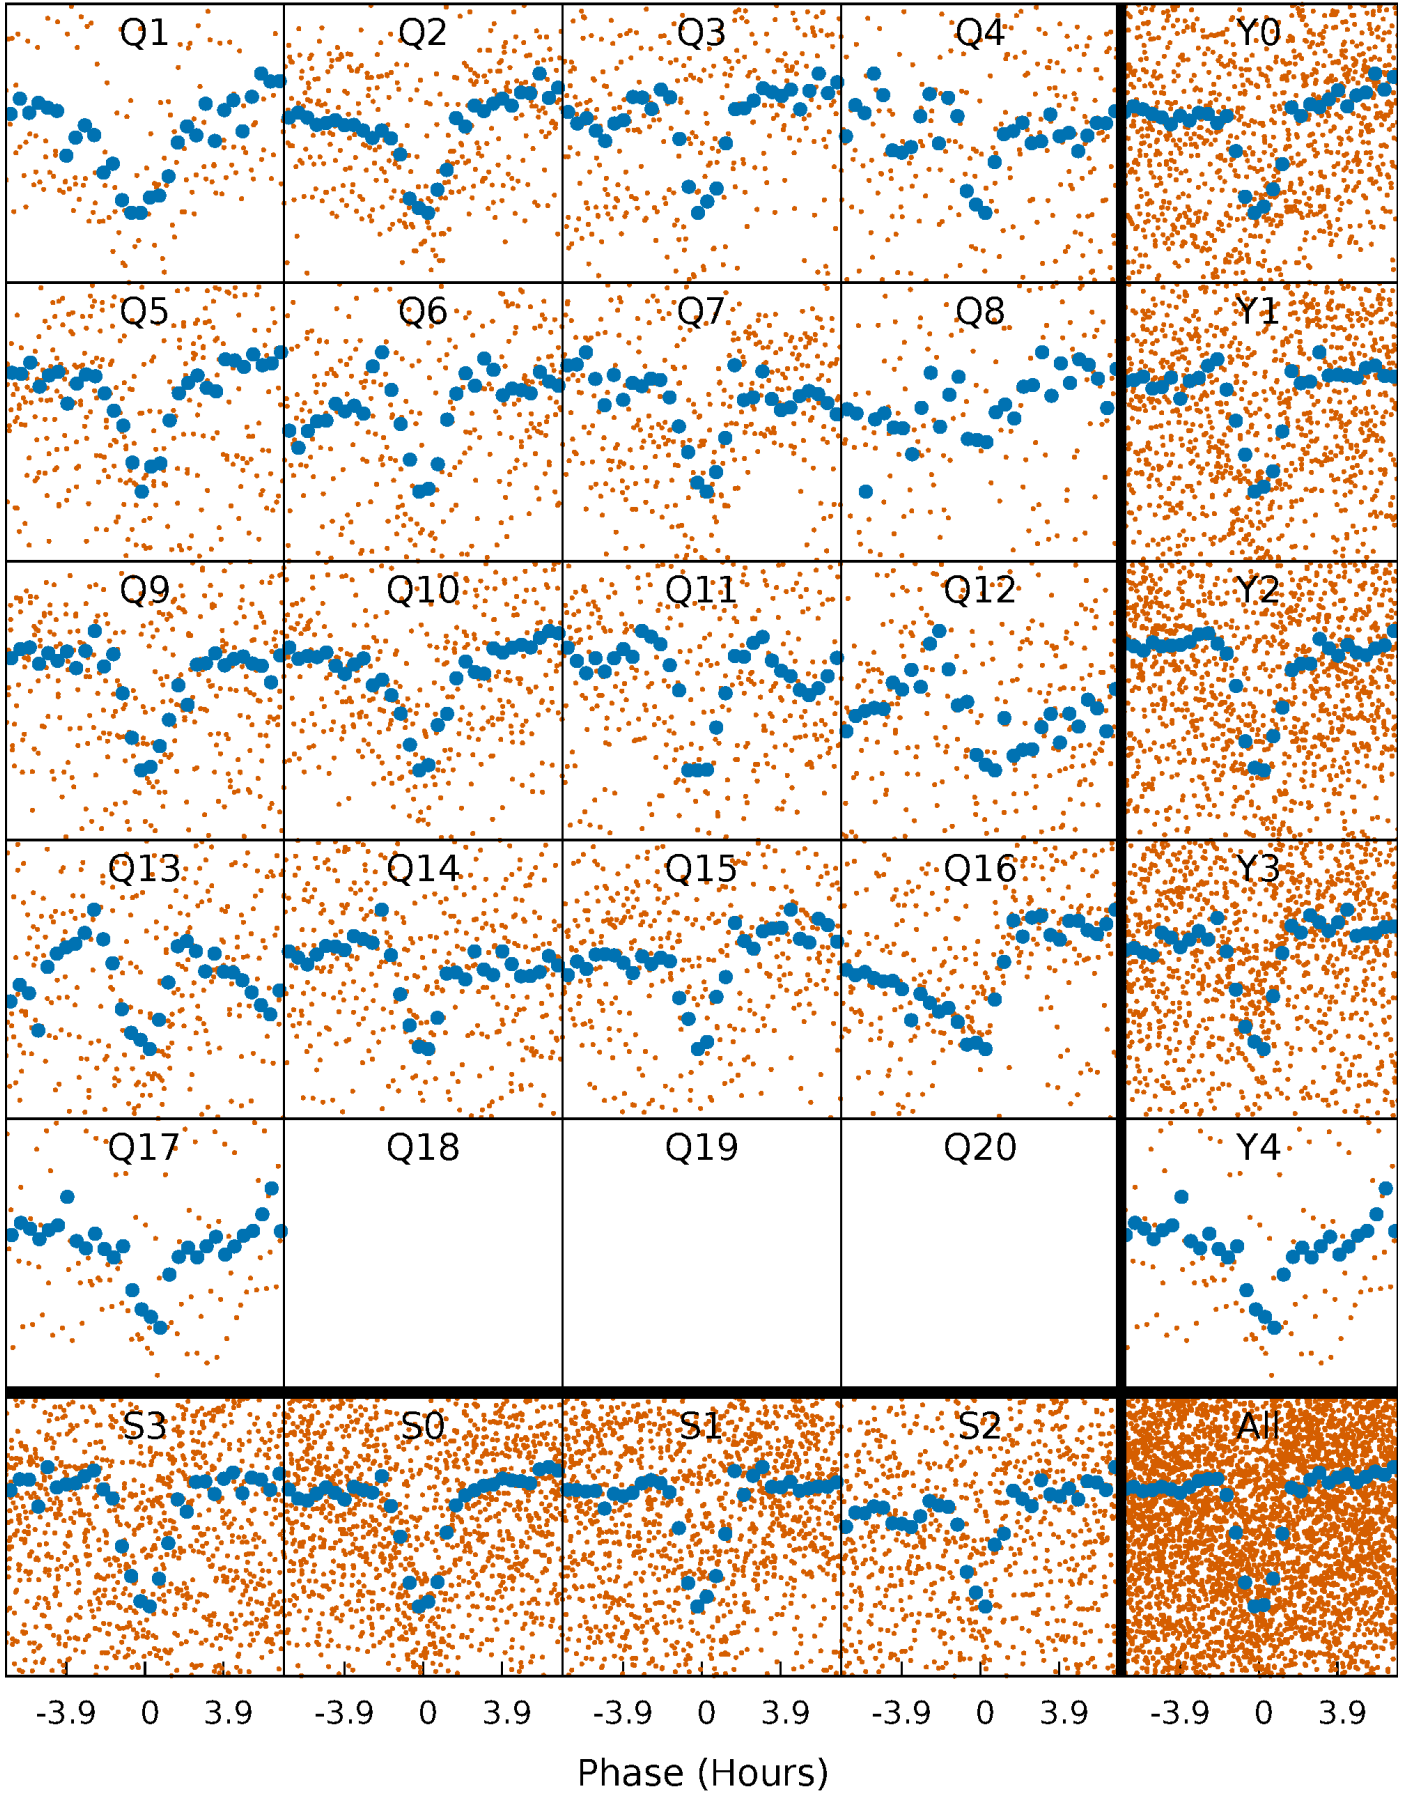 Q1 Q2 Q3 Q4 Y0
Q5 Q6 Q7 Q8 Y1
Q9 Q10 Q11 Q12 Y2
Q13 Q14 Q15 Q16 Y3
Q17 Q18 Q19 Q20 Y4
S3 S0 S1 S2 All
-3.9 0 3.9 -3.9 0 3.9 -3.9 0 3.9 -3.9 0 3.9 -3.9 0 3.9
Phase (Hours)